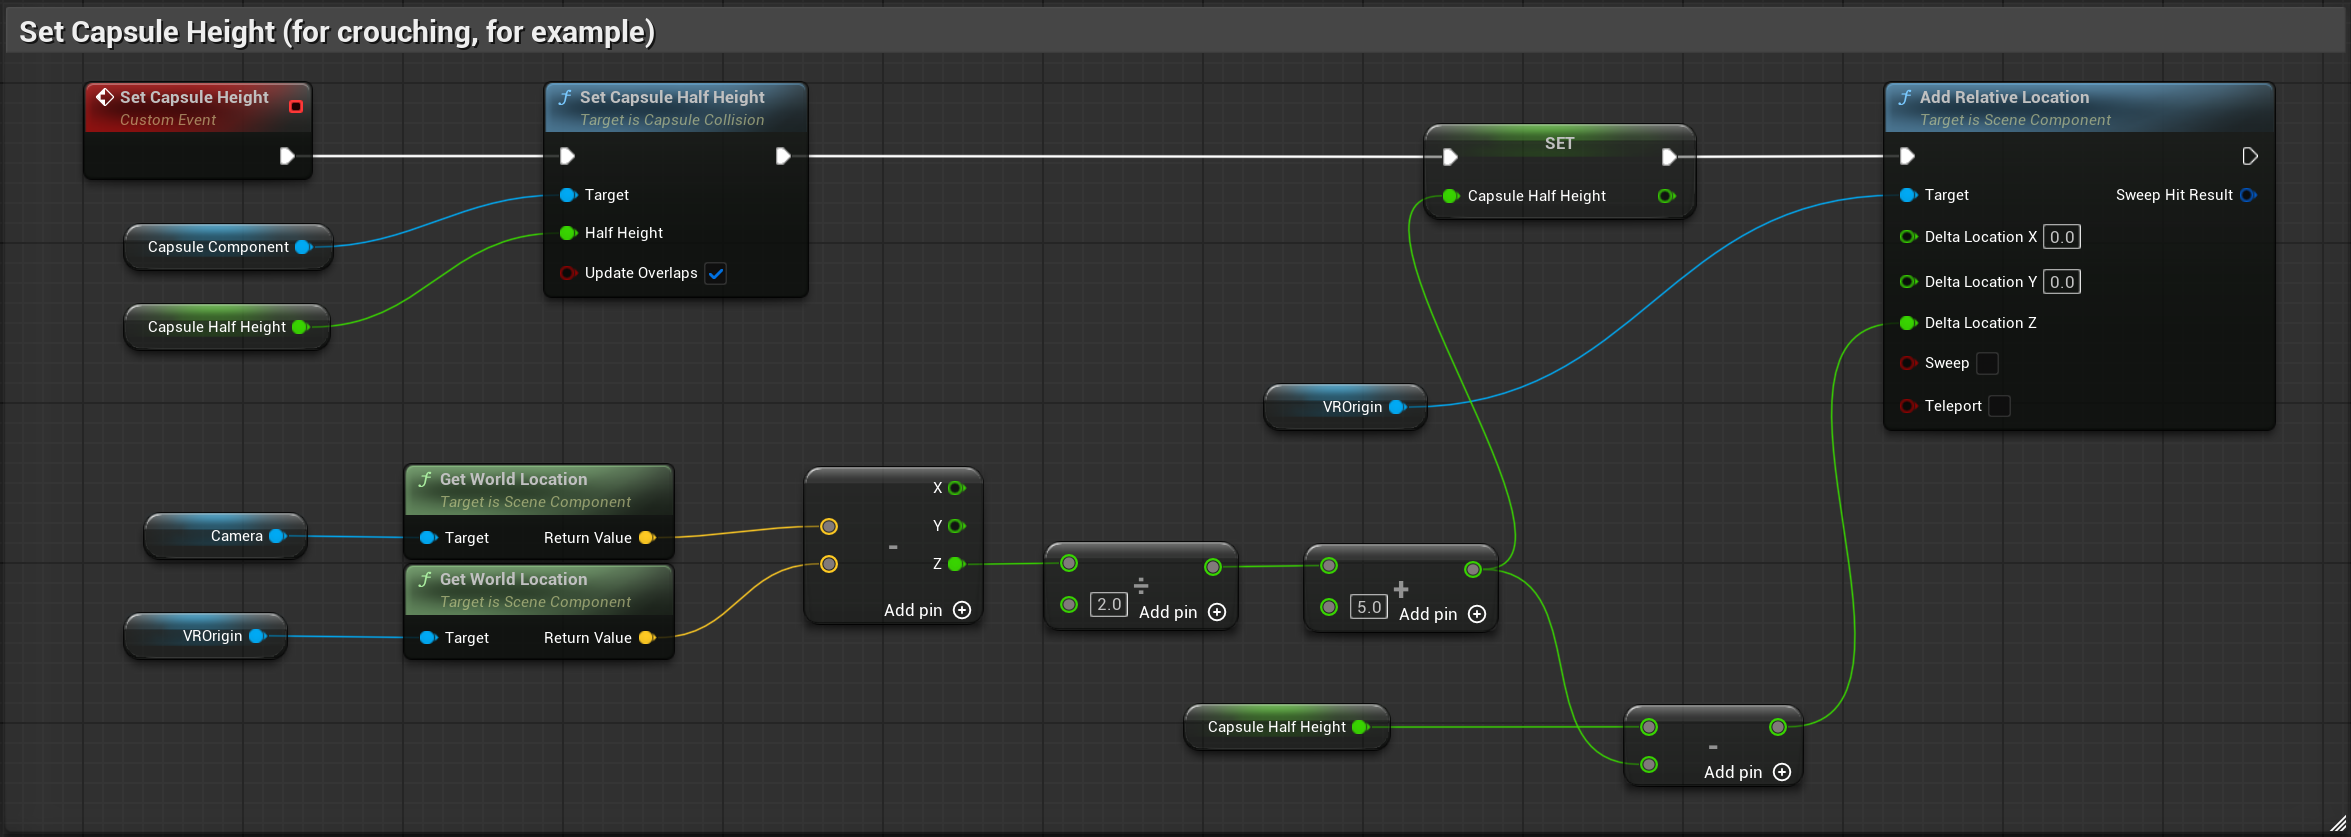 Set Capsule Height (for crouching, for example)
Set Capsule Height
Custom Event
Capsule Component
Capsule Half Height
Set Capsule Half Height
Target is Capsule Collision
Target
Half Height
Update Overlaps
SET
Capsule Half Height
Add Relative Location
Target is Scene Component
Target
Sweep Hit Result
Delta Location X 0.0
Delta Location Y 0.0
Delta Location Z
Sweep
Teleport
VROrigin
Camera
Get World Location
Target is Scene Component
Target Return Value
VROrigin
Get World Location
Target is Scene Component
Target Return Value
X
Y
-
Z
Add pin
÷
2.0 Add pin
+
5.0 Add pin
Capsule Half Height
-
Add pin